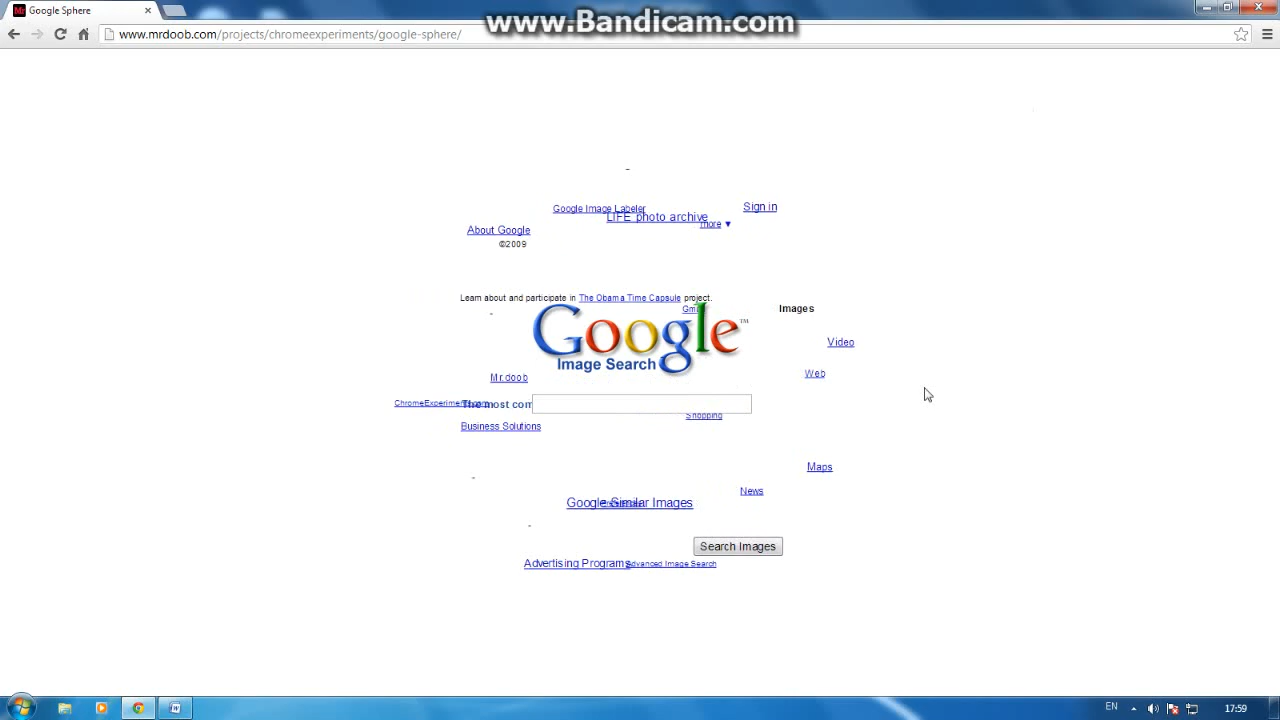 Google Sphere
www.Bandicam.com
www.mrdoob.com/projects/chromeexperiments/google-sphere/
Sign in
Google Image Labeler
LIFE photo archive
more ▼
About Google
©2009
Learn about and participate in The Obama Time Capsule project.
Images
Google™
Image Search
Video
Web
Mr.doob
The most com
Shopping
Business Solutions
Maps
News
Google Similar Images
Search Images
Advertising Programs
Advanced Image Search
EN
17:59